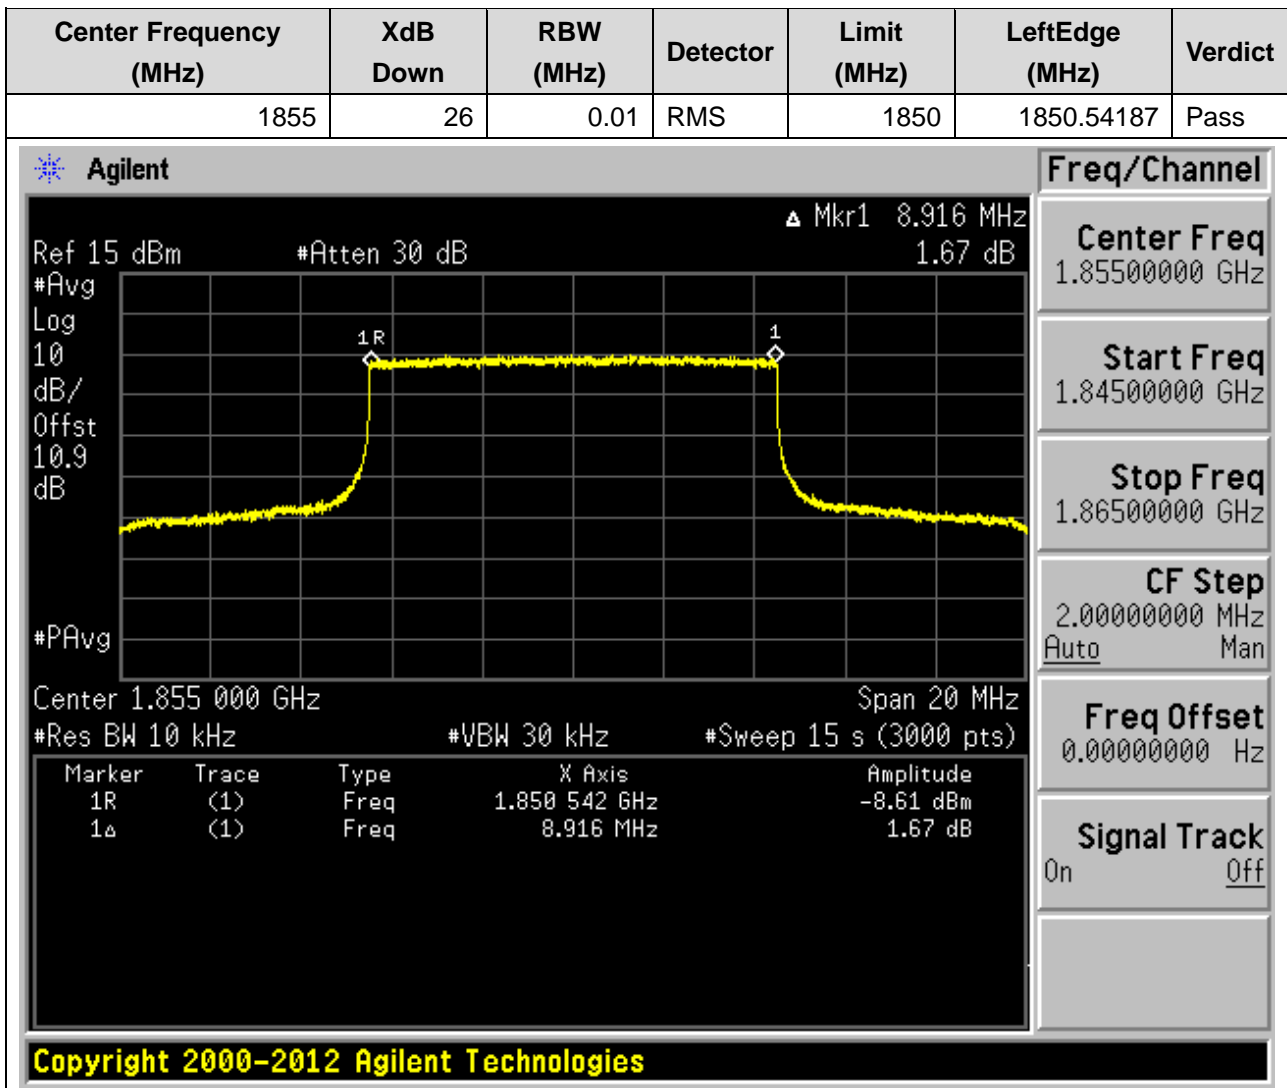 Center Frequency (MHz) XdB Down RBW (MHz) Detector Limit (MHz) LeftEdge (MHz) Verdict
1855 26 0.01 RMS 1850 1850.54187 Pass
Agilent
Freq/Channel
Δ Mkr1 8.916 MHz
Ref 15 dBm #Atten 30 dB 1.67 dB
#Avg
Log
10
dB/
Offst
10.9
dB
#PAvg
1R
1
Center 1.855 000 GHz Span 20 MHz
#Res BW 10 kHz #VBW 30 kHz #Sweep 15 s (3000 pts)
Marker Trace Type X Axis Amplitude
1R (1) Freq 1.850 542 GHz -8.61 dBm
1Δ (1) Freq 8.916 MHz 1.67 dB
Center Freq
1.85500000 GHz
Start Freq
1.84500000 GHz
Stop Freq
1.86500000 GHz
CF Step
2.00000000 MHz
Auto Man
Freq Offset
0.00000000 Hz
Signal Track
On Off
Copyright 2000-2012 Agilent Technologies